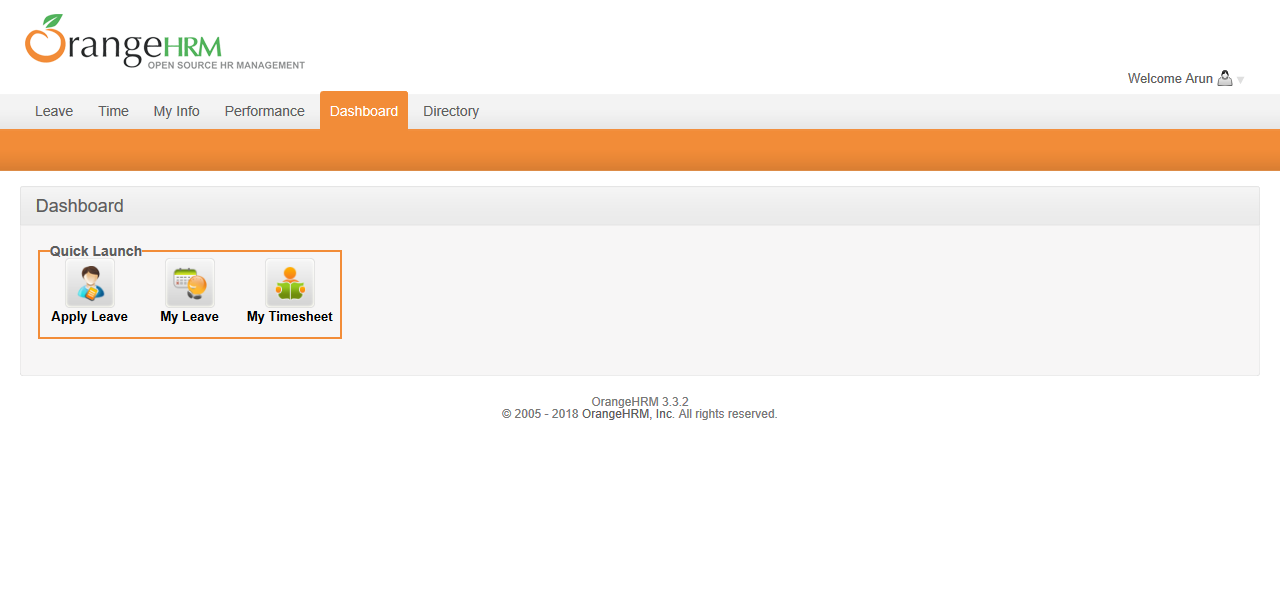 OrangeHRM
OPEN SOURCE HR MANAGEMENT
Welcome Arun
Leave Time My Info Performance Dashboard Directory
Dashboard
Quick Launch
Apply Leave My Leave My Timesheet
OrangeHRM 3.3.2
© 2005 - 2018 OrangeHRM, Inc. All rights reserved.